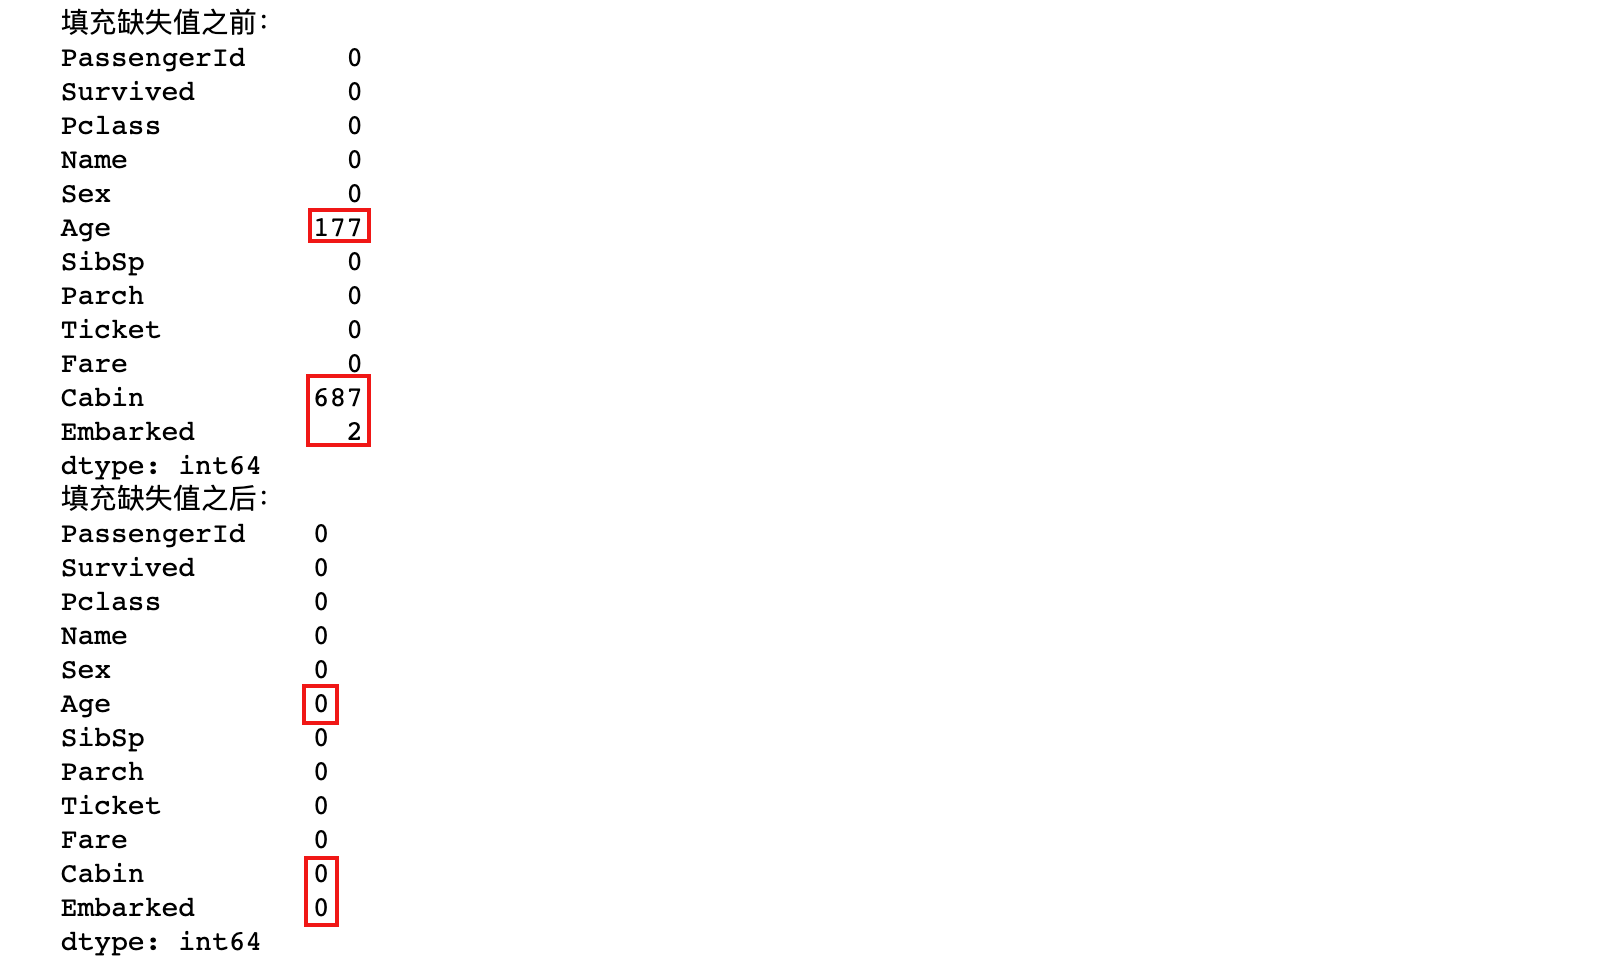 填充缺失值之前：
PassengerId 0
Survived 0
Pclass 0
Name 0
Sex 0
Age 177
SibSp 0
Parch 0
Ticket 0
Fare 0
Cabin 687
Embarked 2
dtype: int64
填充缺失值之后：
PassengerId 0
Survived 0
Pclass 0
Name 0
Sex 0
Age 0
SibSp 0
Parch 0
Ticket 0
Fare 0
Cabin 0
Embarked 0
dtype: int64